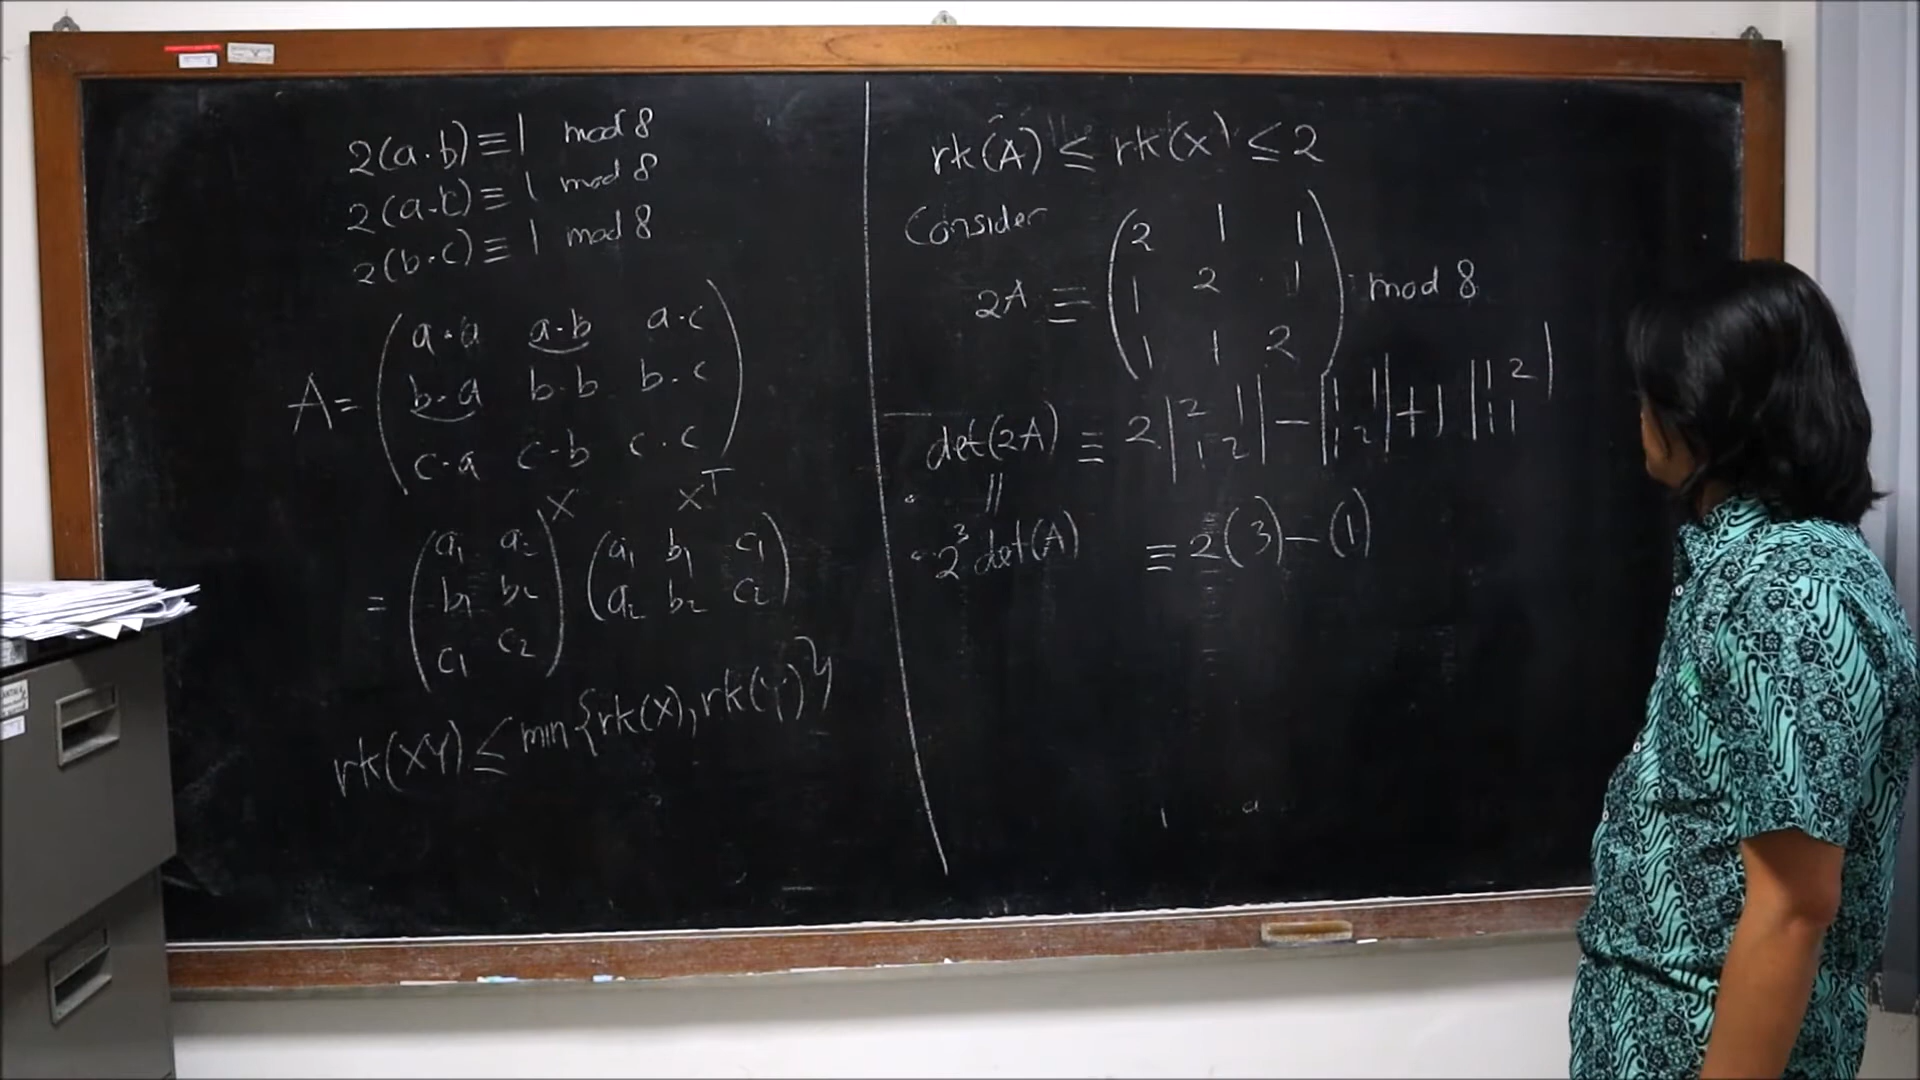 2(a·b)≡1 mod 8
2(a·c)≡1 mod 8
2(b·c)≡1 mod 8
A= (a·a a·b a·c
b·a b·b b·c
c·a c·b c·c)
X X^T
= (a₁ a₂ (a₁ b₁ c₁
b₁ b₂ a₂ b₂ c₂)
c₁ c₂)
rk(XY) ≤ min{rk(X), rk(Y)}
rk(A) ≤ rk(X) ≤ 2
Consider
2A ≡ (2 1 1
1 2 1
1 1 2) mod 8
det(2A) ≡ 2|2 1
1 2| - |1 1
1 2| + 1 |1 2
1 1|
||
2³ det(A) ≡ 2(3) - (1)